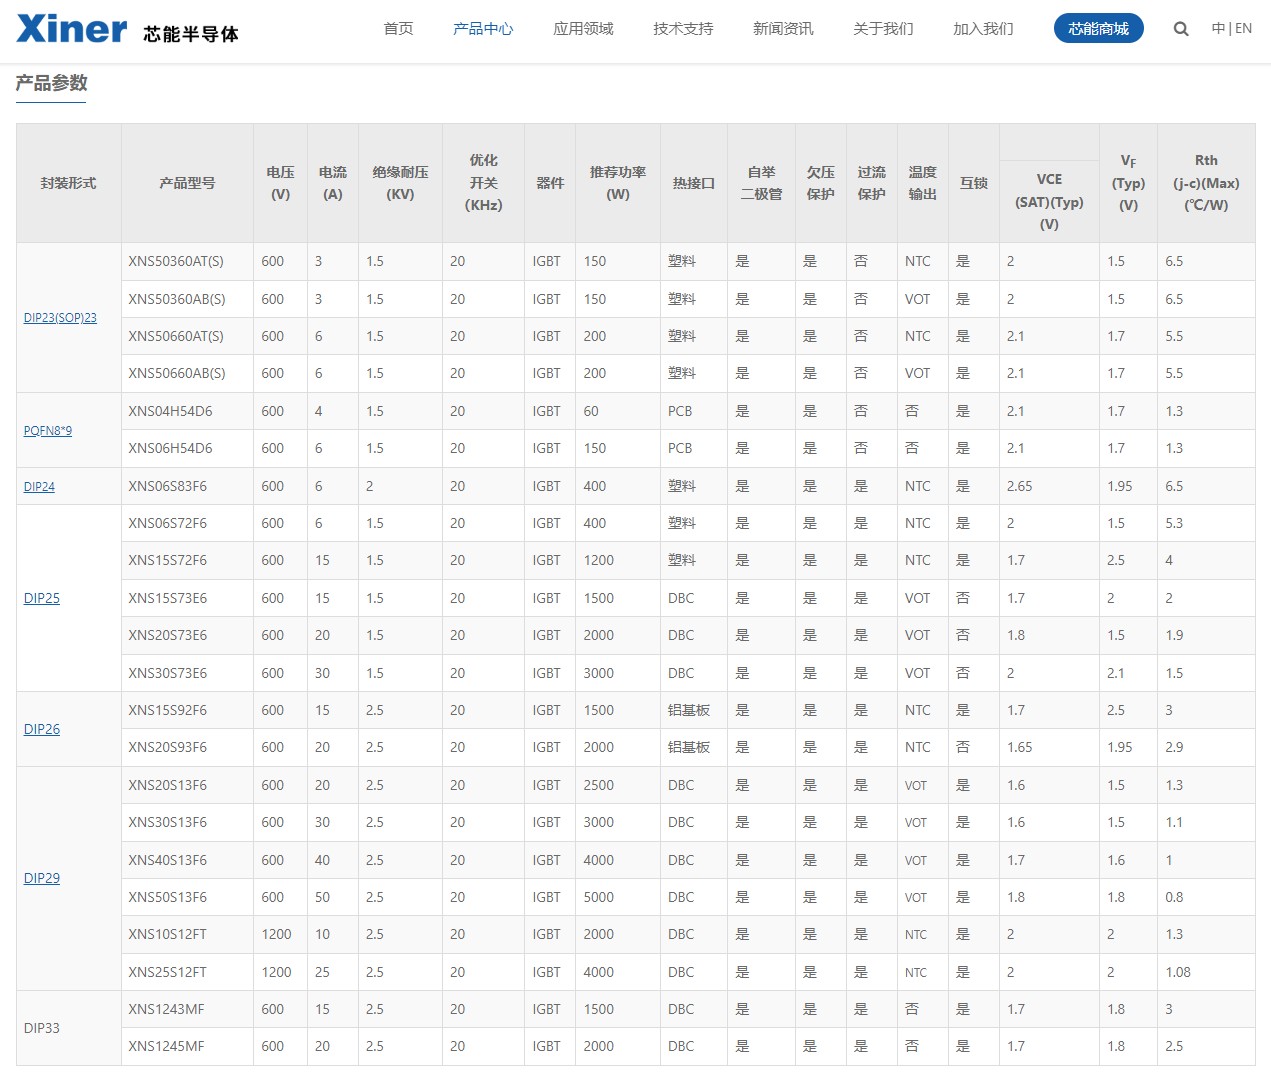 Xiner 芯能半导体 首页 产品中心 应用领域 技术支持 新闻资讯 关于我们 加入我们 芯能商城 中 | EN
产品参数
封装形式 产品型号 电压(V) 电流(A) 绝缘耐压(KV) 优化开关(KHz) 器件 推荐功率(W) 热接口 自举二极管 欠压保护 过流保护 温度输出 互锁 VCE(SAT)(Typ)(V) VF(Typ)(V) Rth(j-c)(Max)(℃/W)
DIP23(SOP)23
XNS50360AT(S) 600 3 1.5 20 IGBT 150 塑料 是 是 否 NTC 是 2 1.5 6.5
XNS50360AB(S) 600 3 1.5 20 IGBT 150 塑料 是 是 否 VOT 是 2 1.5 6.5
XNS50660AT(S) 600 6 1.5 20 IGBT 200 塑料 是 是 否 NTC 是 2.1 1.7 5.5
XNS50660AB(S) 600 6 1.5 20 IGBT 200 塑料 是 是 否 VOT 是 2.1 1.7 5.5
PQFN8*9
XNS04H54D6 600 4 1.5 20 IGBT 60 PCB 是 是 否 否 是 2.1 1.7 1.3
XNS06H54D6 600 6 1.5 20 IGBT 150 PCB 是 是 否 否 是 2.1 1.7 1.3
DIP24
XNS06S83F6 600 6 2 20 IGBT 400 塑料 是 是 是 NTC 是 2.65 1.95 6.5
DIP25
XNS06S72F6 600 6 1.5 20 IGBT 400 塑料 是 是 是 NTC 是 2 1.5 5.3
XNS15S72F6 600 15 1.5 20 IGBT 1200 塑料 是 是 是 NTC 是 1.7 2.5 4
XNS15S73E6 600 15 1.5 20 IGBT 1500 DBC 是 是 是 VOT 否 1.7 2 2
XNS20S73E6 600 20 1.5 20 IGBT 2000 DBC 是 是 是 VOT 否 1.8 1.5 1.9
XNS30S73E6 600 30 1.5 20 IGBT 3000 DBC 是 是 是 VOT 否 2 2.1 1.5
DIP26
XNS15S92F6 600 15 2.5 20 IGBT 1500 铝基板 是 是 是 NTC 是 1.7 2.5 3
XNS20S93F6 600 20 2.5 20 IGBT 2000 铝基板 是 是 是 NTC 否 1.65 1.95 2.9
DIP29
XNS20S13F6 600 20 2.5 20 IGBT 2500 DBC 是 是 是 VOT 是 1.6 1.5 1.3
XNS30S13F6 600 30 2.5 20 IGBT 3000 DBC 是 是 是 VOT 是 1.6 1.5 1.1
XNS40S13F6 600 40 2.5 20 IGBT 4000 DBC 是 是 是 VOT 是 1.7 1.6 1
XNS50S13F6 600 50 2.5 20 IGBT 5000 DBC 是 是 是 VOT 是 1.8 1.8 0.8
XNS10S12FT 1200 10 2.5 20 IGBT 2000 DBC 是 是 是 NTC 是 2 2 1.3
XNS25S12FT 1200 25 2.5 20 IGBT 4000 DBC 是 是 是 NTC 是 2 2 1.08
DIP33
XNS1243MF 600 15 2.5 20 IGBT 1500 DBC 是 是 是 否 是 1.7 1.8 3
XNS1245MF 600 20 2.5 20 IGBT 2000 DBC 是 是 是 否 是 1.7 1.8 2.5